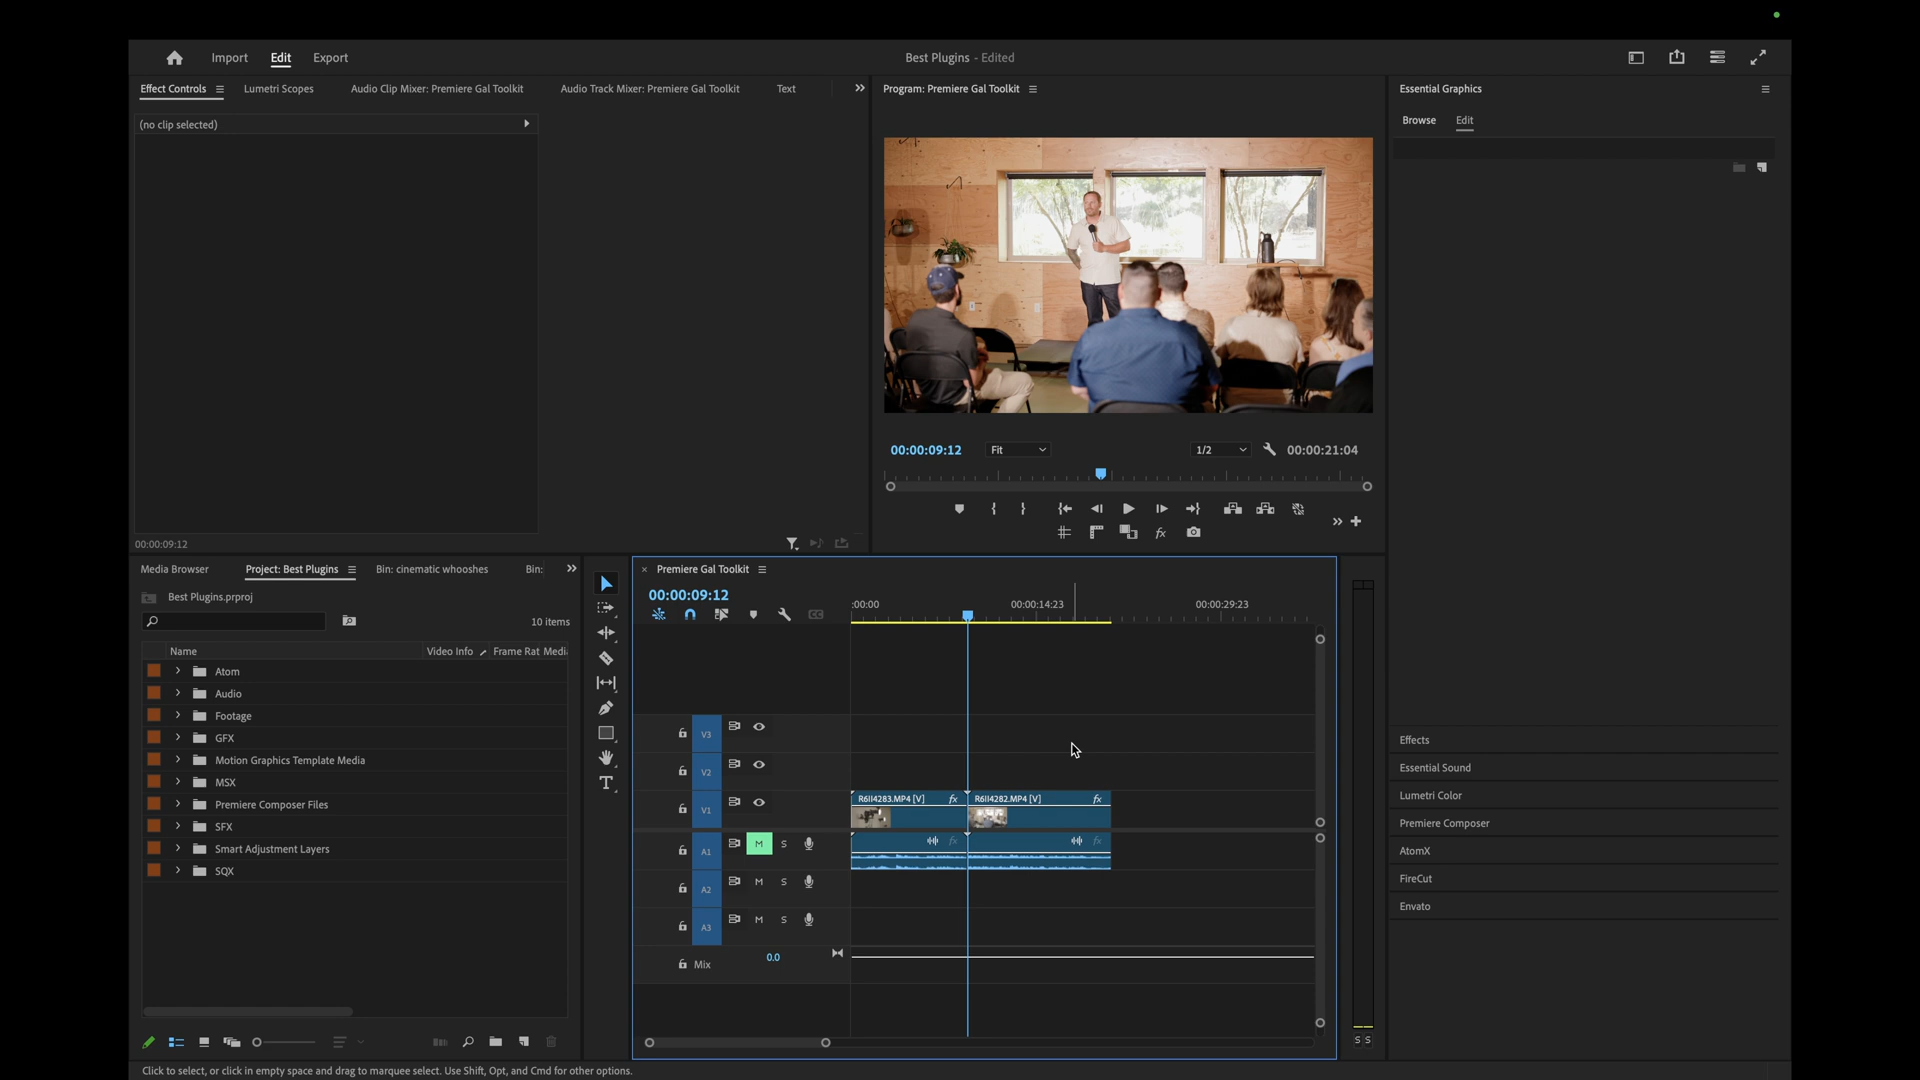 Import Edit Export
Best Plugins - Edited
Effect Controls
Lumetri Scopes
Audio Clip Mixer: Premiere Gal Toolkit
Audio Track Mixer: Premiere Gal Toolkit
Text
(no clip selected)
00:00:09:12
Program: Premiere Gal Toolkit
00:00:09:12
Fit
1/2
00:00:21:04
fx
Essential Graphics
Browse Edit
Effects
Essential Sound
Lumetri Color
Premiere Composer
AtomX
FireCut
Envato
Media Browser
Project: Best Plugins
Bin: cinematic whooshes
Bin:
Best Plugins.prproj
10 items
Name Video Info Frame Rat Media
Atom
Audio
Footage
GFX
Motion Graphics Template Media
MSX
Premiere Composer Files
SFX
Smart Adjustment Layers
SQX
T
× Premiere Gal Toolkit
00:00:09:12
CC
:00:00 00:00:14:23 00:00:29:23
V3
V2
V1
R6II4283.MP4 [V] fx R6II4282.MP4 [V] fx
A1 M S fx fx
A2 M S
A3 M S
Mix 0.0
S S
Click to select, or click in empty space and drag to marquee select. Use Shift, Opt, and Cmd for other options.